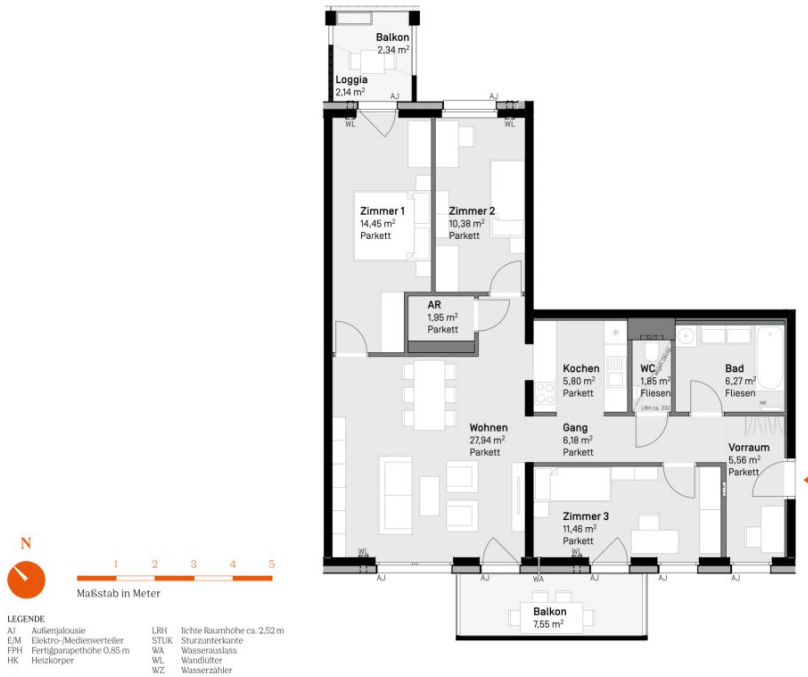 Balkon
2,34 m²
Loggia
2,14 m²
AJ
AJ
WL
WL
Zimmer 1
14,45 m²
Parkett
Zimmer 2
10,38 m²
Parkett
AR
1,95 m²
Parkett
Kochen
5,80 m²
Parkett
WC
1,85 m²
Fliesen
LRH ca. 232
Bad
6,27 m²
Fliesen
HK
Wohnen
27,94 m²
Parkett
Gang
6,18 m²
Parkett
Vorraum
5,56 m²
Parkett
Zimmer 3
11,46 m²
Parkett
WL
WL
AJ
AJ
WA
AJ
AJ
AJ
Balkon
7,55 m²
N
1 2 3 4 5
Maßstab in Meter
LEGENDE
AJ Außenjalousie
E/M Elektro-/Medienverteiler
FPH Fertigparapethöhe 0,85 m
HK Heizkörper
LRH lichte Raumhöhe ca. 2,52 m
STUK Sturzunterkante
WA Wasserauslass
WL Wandlüfter
WZ Wasserzähler